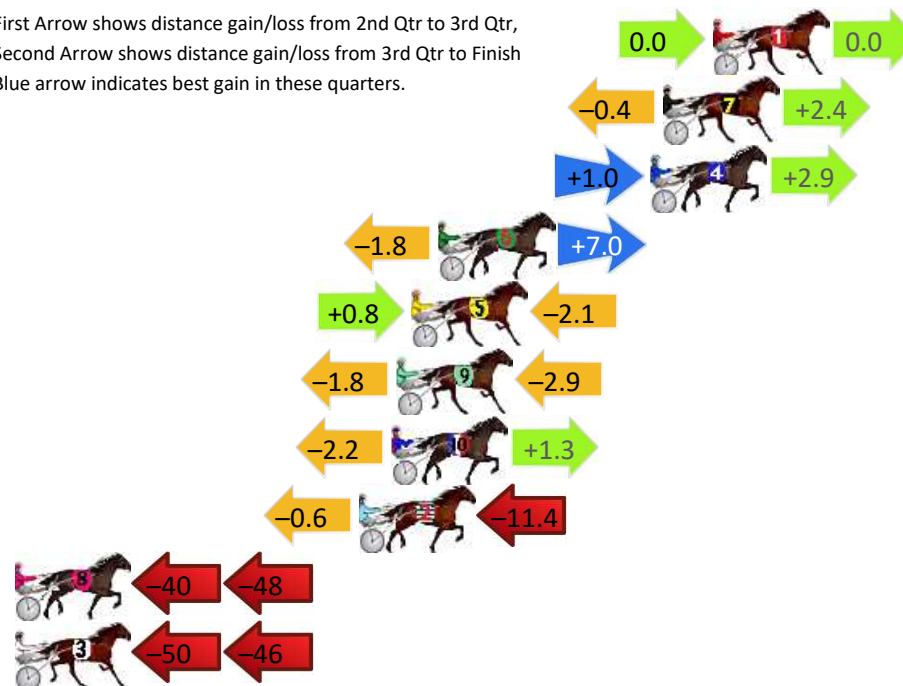 First Arrow shows distance gain/loss from 2nd Qtr to 3rd Qtr,
Second Arrow shows distance gain/loss from 3rd Qtr to Finish
Blue arrow indicates best gain in these quarters.
0.0 1 0.0
−0.4 7 +2.4
+1.0 4 +2.9
−1.8 6 +7.0
+0.8 5 −2.1
−1.8 9 −2.9
−2.2 10 +1.3
−0.6 2 −11.4
8 −40 −48
3 −50 −46